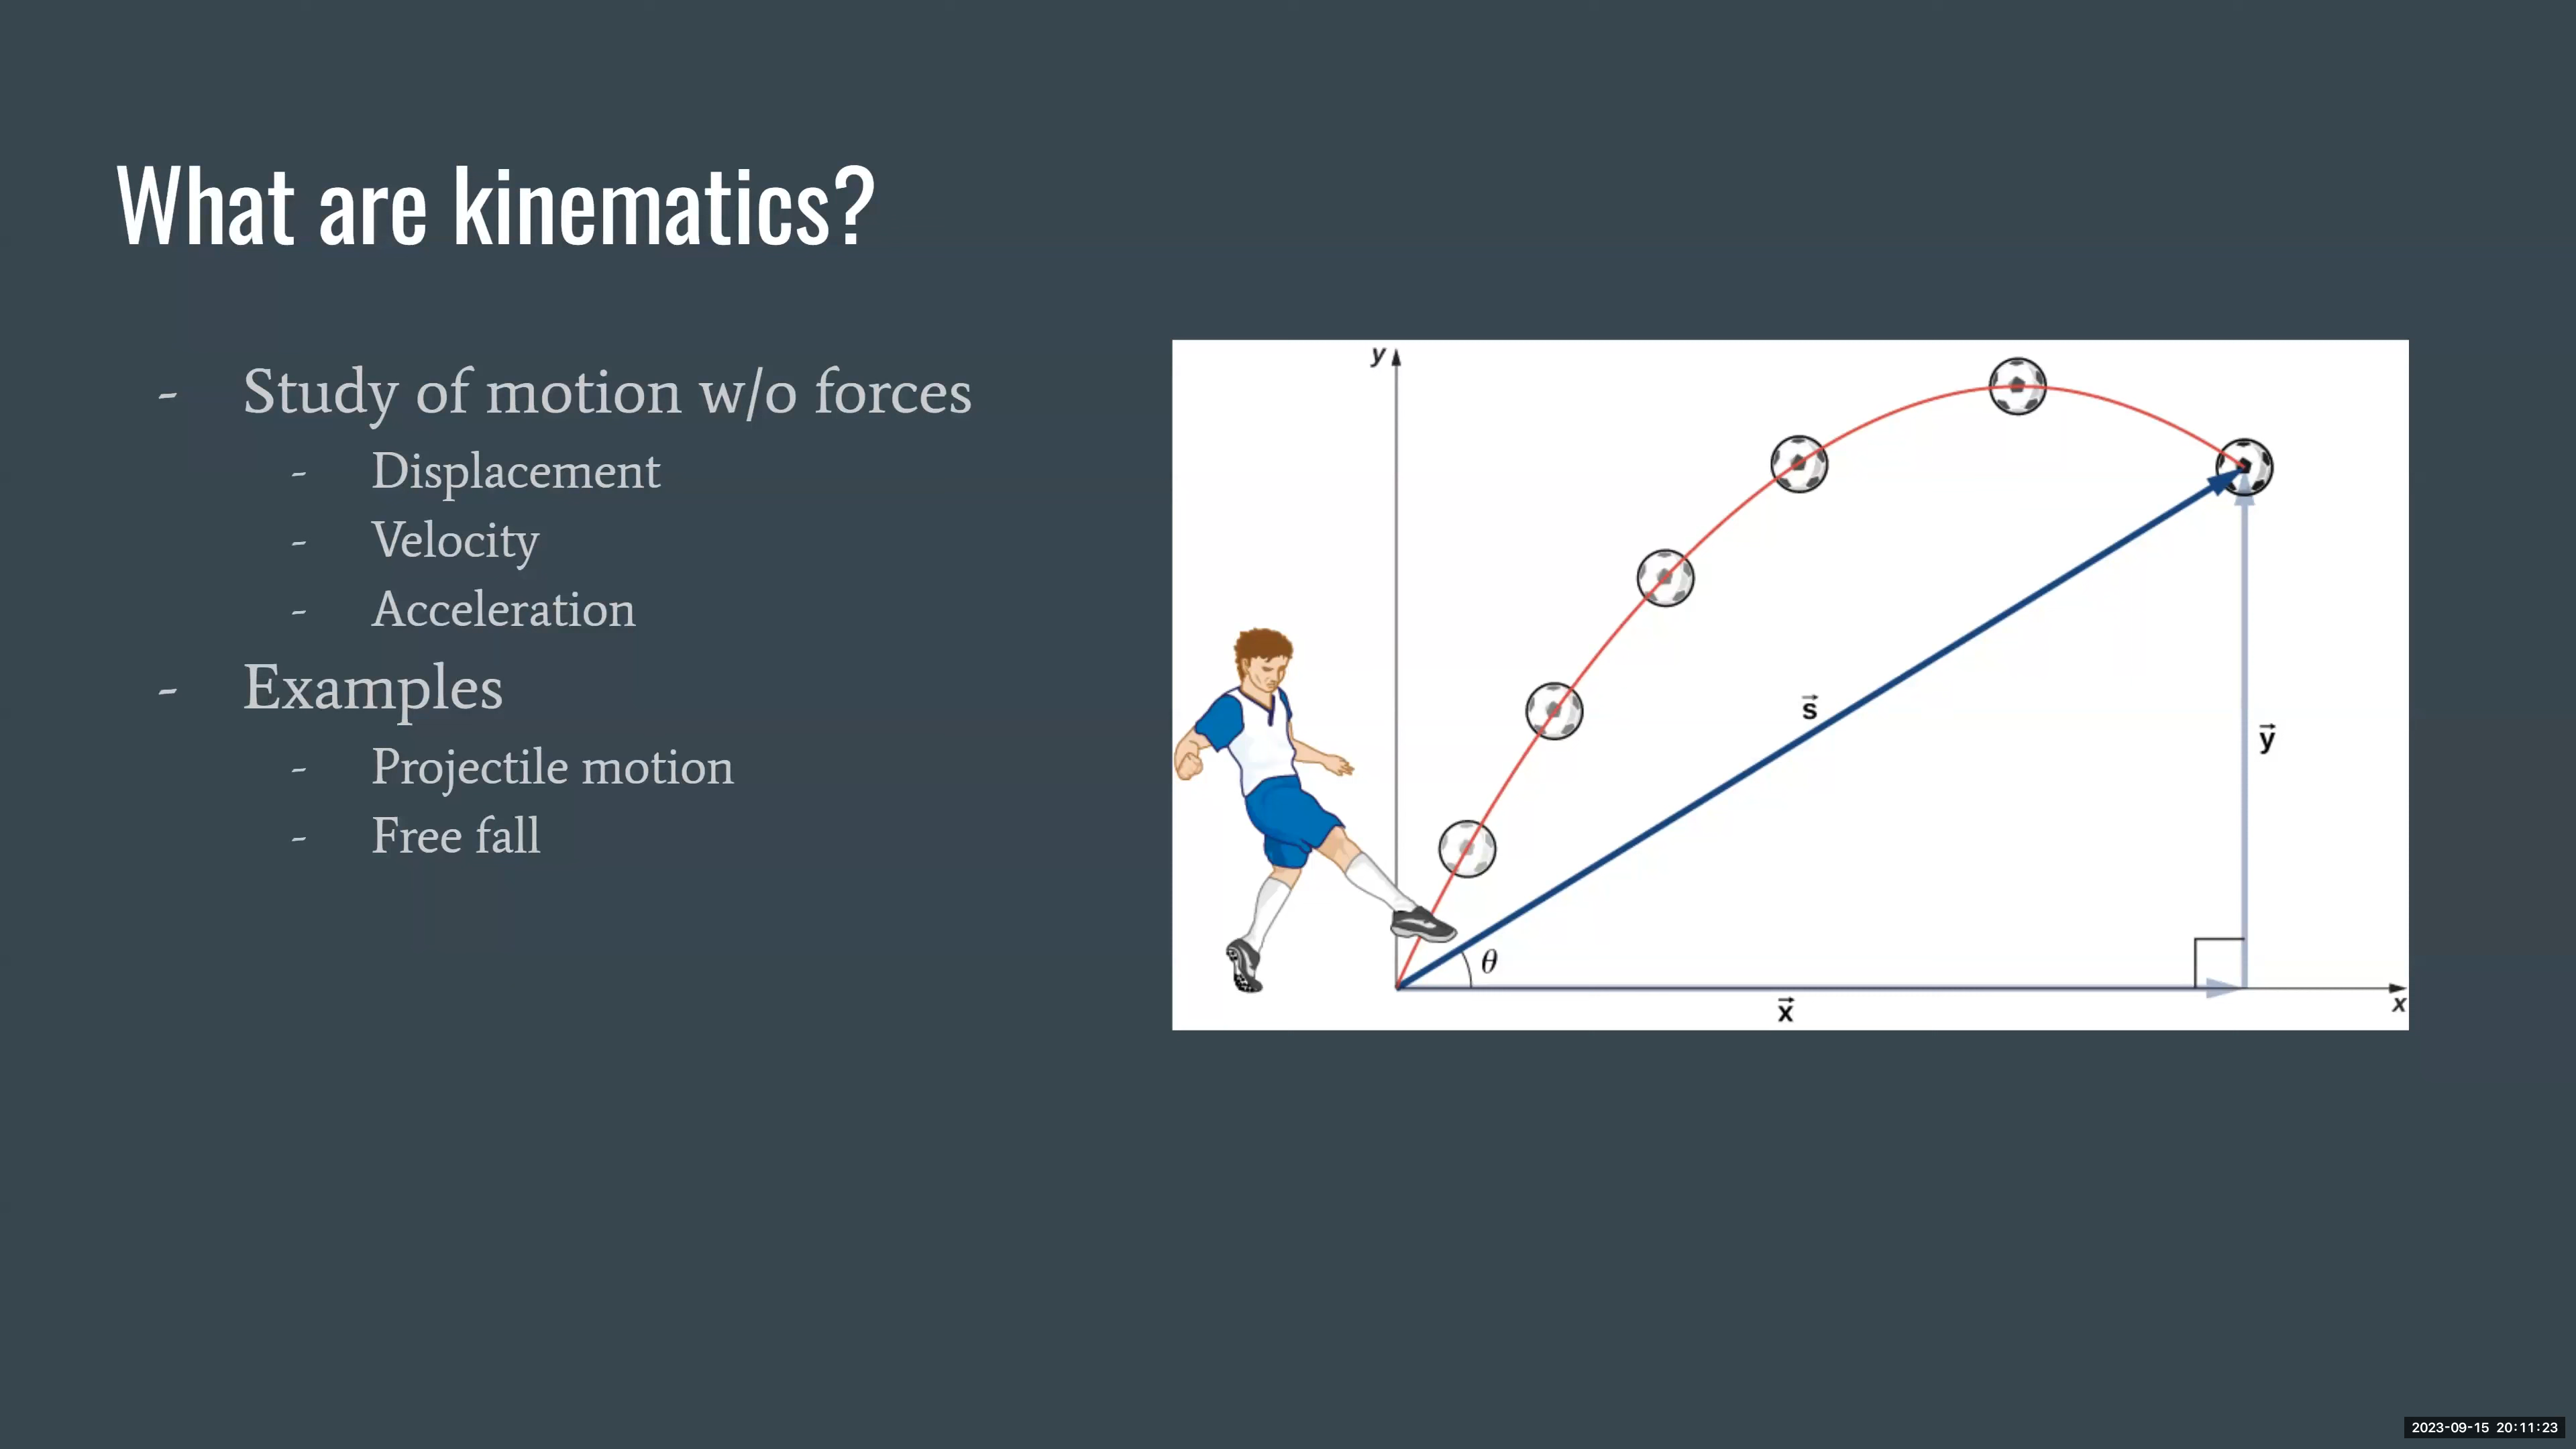 What are kinematics?
- Study of motion w/o forces
- Displacement
- Velocity
- Acceleration
- Examples
- Projectile motion
- Free fall
y
s⃗
y⃗
θ
x⃗
x
2023-09-15 20:11:23